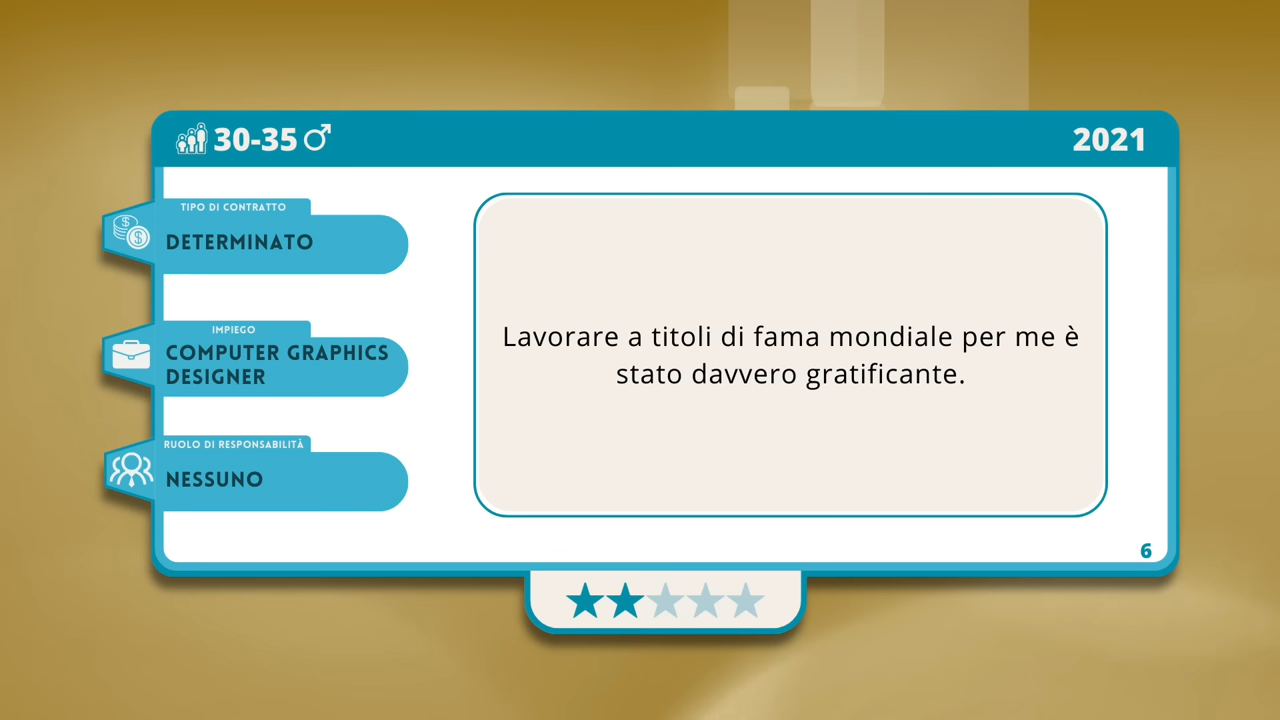 30-35
2021
TIPO DI CONTRATTO
DETERMINATO
IMPIEGO
COMPUTER GRAPHICS
DESIGNER
RUOLO DI RESPONSABILITÀ
NESSUNO
Lavorare a titoli di fama mondiale per me è
stato davvero gratificante.
6